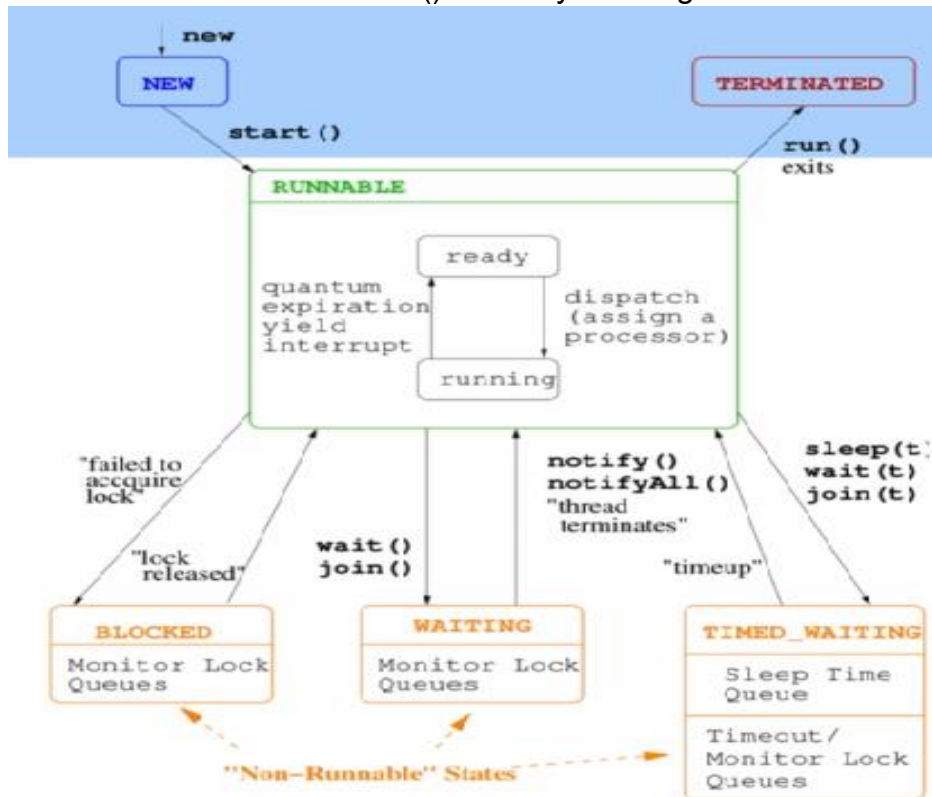 ()
new
NEW
TERMINATED
start()
run()
exits
RUNNABLE
ready
quantum
expiration
yield
interrupt
dispatch
(assign a
processor)
running
"failed to
accquire
lock"
"lock
released"
wait()
join()
notify()
notifyAll()
"thread
terminates"
"timeup"
sleep(t)
wait(t)
join(t)
BLOCKED
Monitor Lock
Queues
WAITING
Monitor Lock
Queues
TIMED_WAITING
Sleep Time
Queue
Timecut/
Monitor Lock
Queues
"Non-Runnable" States